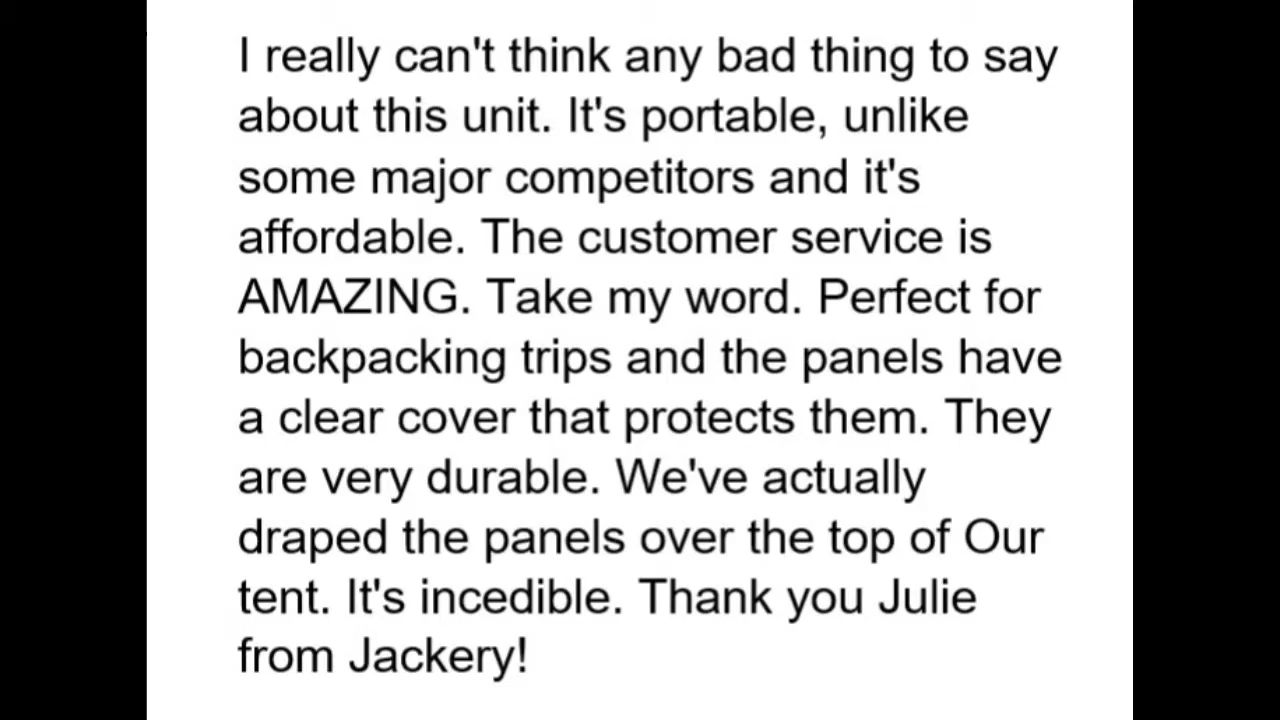 I really can't think any bad thing to say
about this unit. It's portable, unlike
some major competitors and it's
affordable. The customer service is
AMAZING. Take my word. Perfect for
backpacking trips and the panels have
a clear cover that protects them. They
are very durable. We've actually
draped the panels over the top of Our
tent. It's incedible. Thank you Julie
from Jackery!